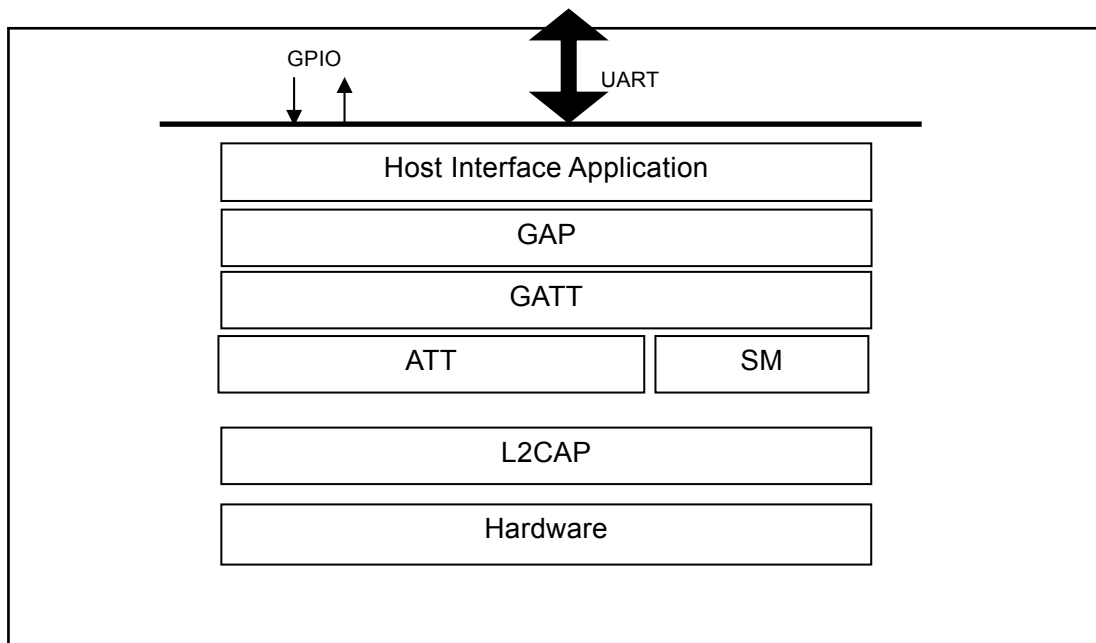 GPIO
UART
Host Interface Application
GAP
GATT
ATT
SM
L2CAP
Hardware